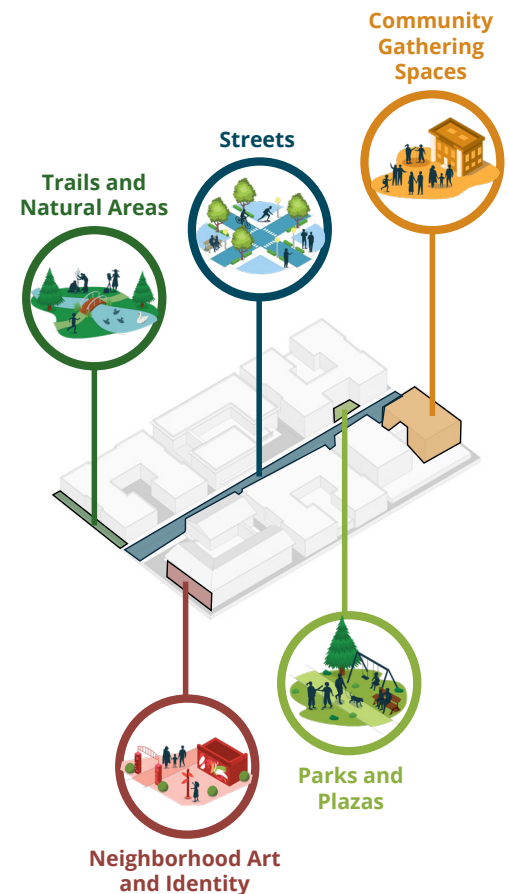 Community
Gathering
Spaces
Streets
Trails and
Natural Areas
Parks and
Plazas
Neighborhood Art
and Identity